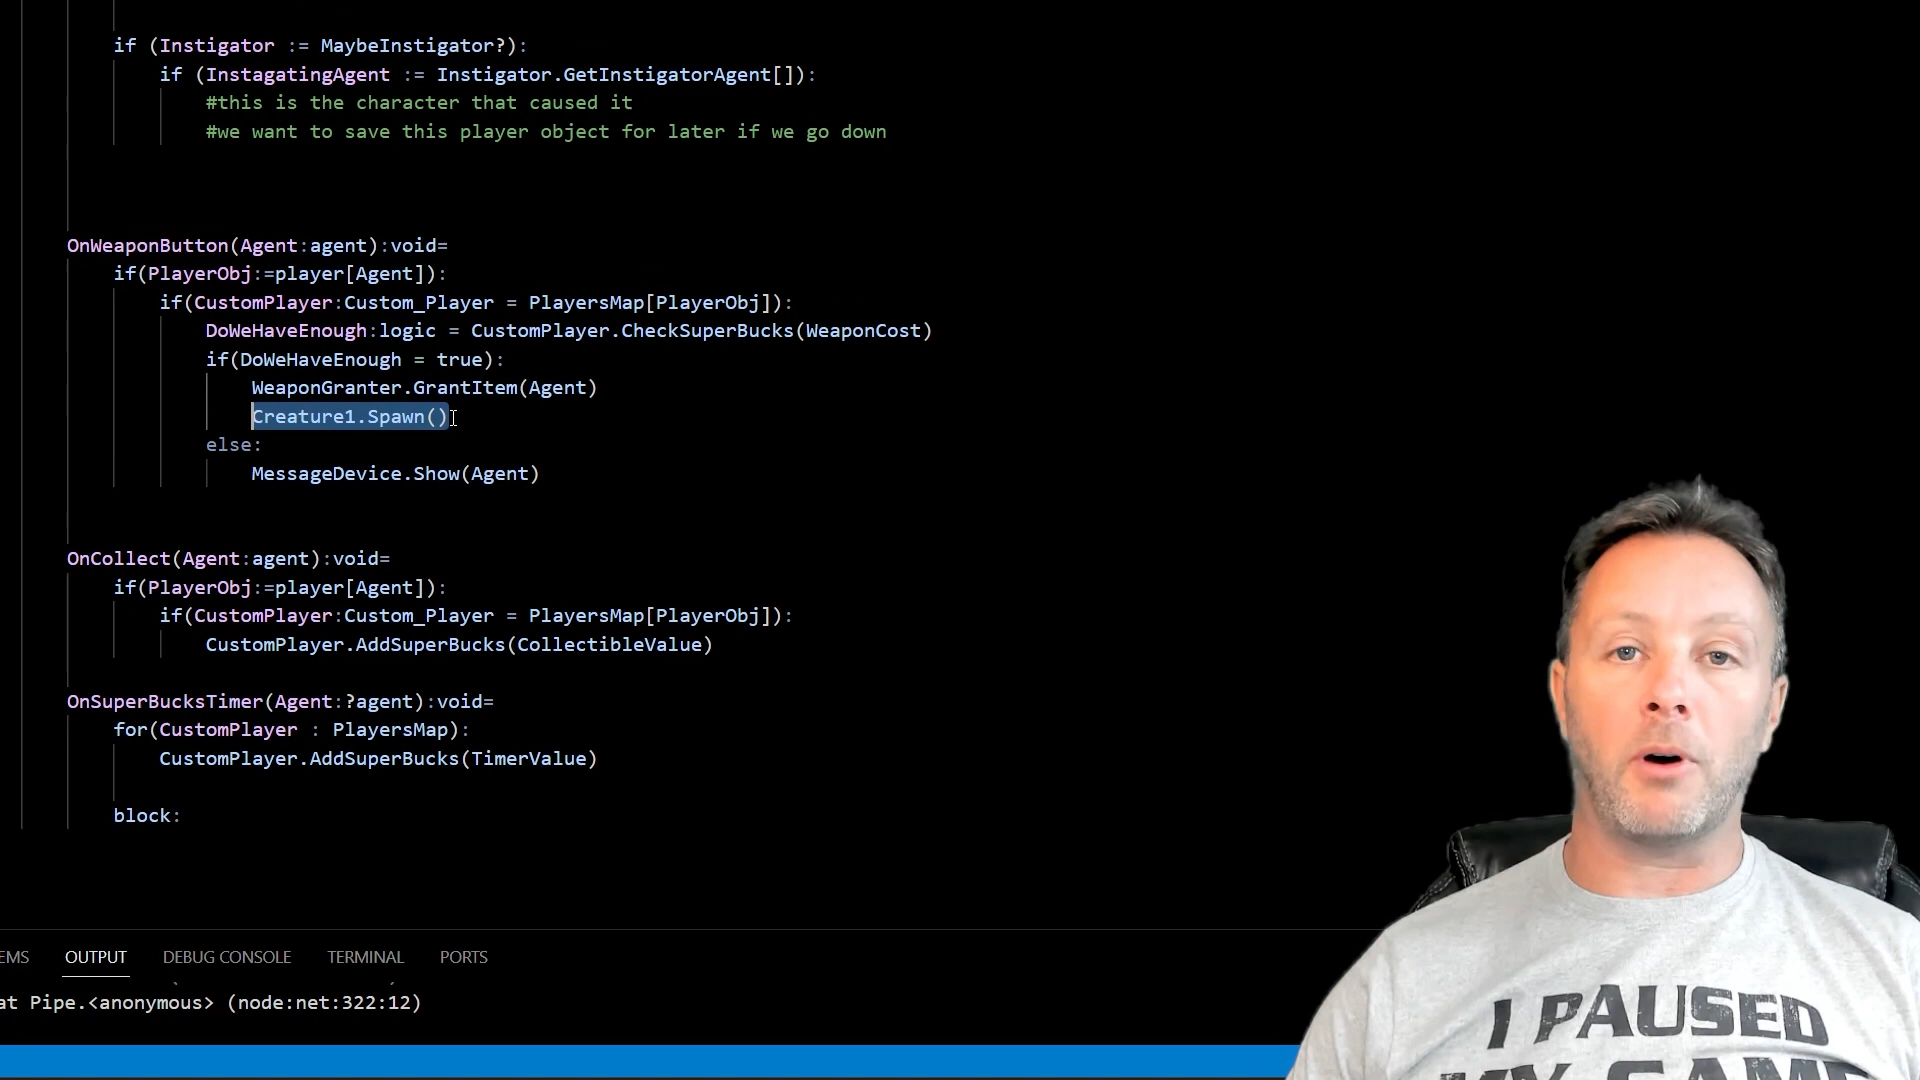 if (Instigator := MaybeInstigator?):
if (InstagatingAgent := Instigator.GetInstigatorAgent[]):
#this is the character that caused it
#we want to save this player object for later if we go down
OnWeaponButton(Agent:agent):void=
if(PlayerObj:=player[Agent]):
if(CustomPlayer:Custom_Player = PlayersMap[PlayerObj]):
DoWeHaveEnough:logic = CustomPlayer.CheckSuperBucks(WeaponCost)
if(DoWeHaveEnough = true):
WeaponGranter.GrantItem(Agent)
Creature1.Spawn()
else:
MessageDevice.Show(Agent)
OnCollect(Agent:agent):void=
if(PlayerObj:=player[Agent]):
if(CustomPlayer:Custom_Player = PlayersMap[PlayerObj]):
CustomPlayer.AddSuperBucks(CollectibleValue)
OnSuperBucksTimer(Agent:?agent):void=
for(CustomPlayer : PlayersMap):
CustomPlayer.AddSuperBucks(TimerValue)
block:
EMS OUTPUT DEBUG CONSOLE TERMINAL PORTS
at Pipe.<anonymous> (node:net:322:12)
I PAUSED
MY GAME